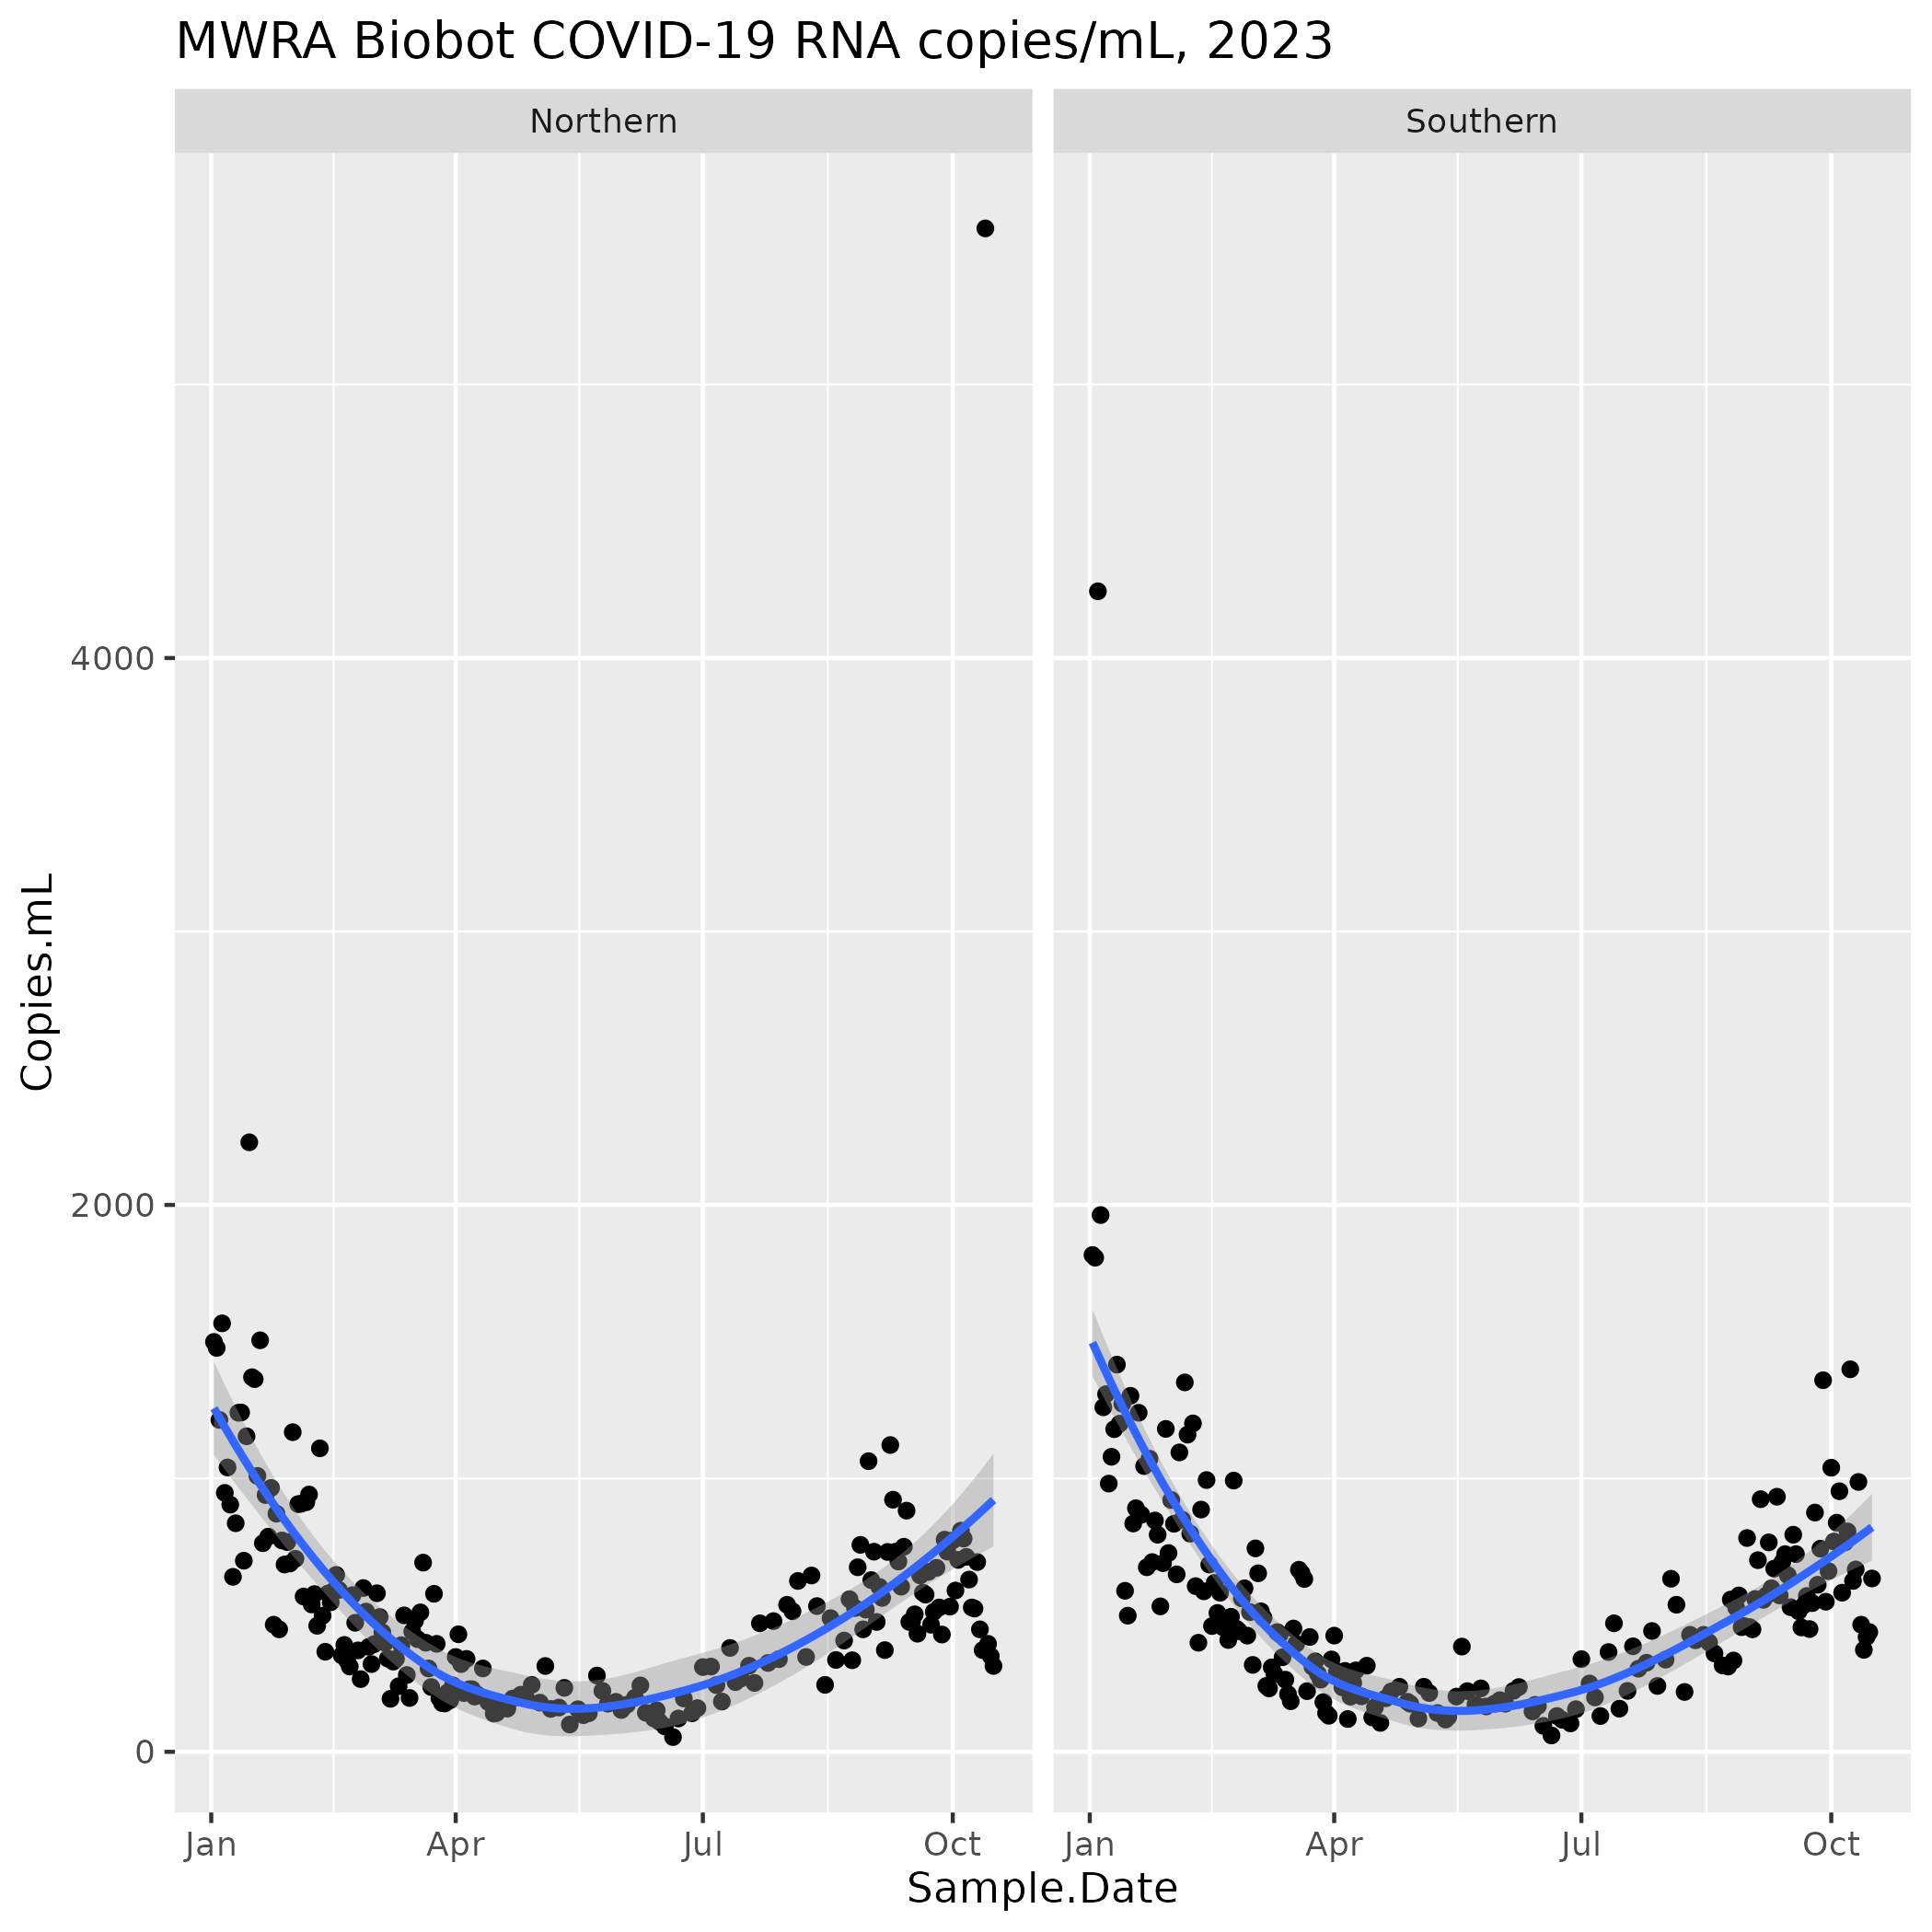 MWRA Biobot COVID-19 RNA copies/mL, 2023
Northern
Southern
Copies.mL
4000
2000
0
Jan
Apr
Jul
Oct
Jan
Apr
Jul
Oct
Sample.Date